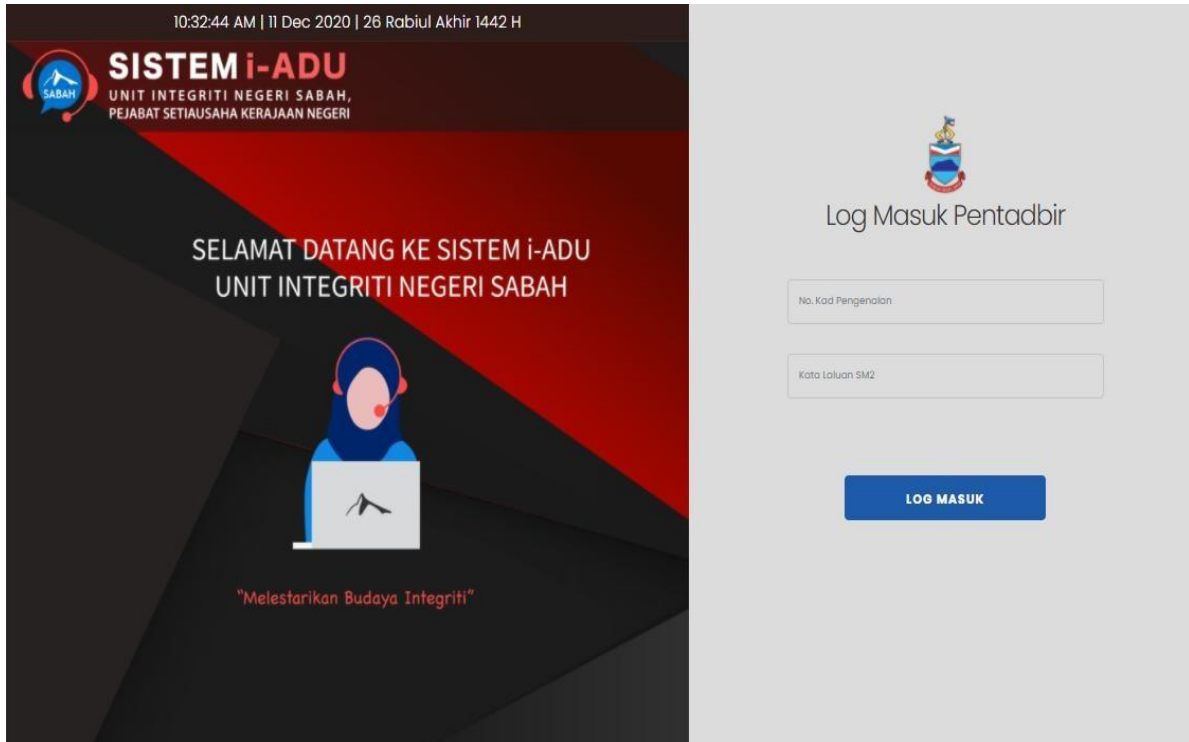 10:32:44 AM | 11 Dec 2020 | 26 Rabiul Akhir 1442 H
SABAH
SISTEM i-ADU
UNIT INTEGRITI NEGERI SABAH,
PEJABAT SETIAUSAHA KERAJAAN NEGERI
SELAMAT DATANG KE SISTEM i-ADU
UNIT INTEGRITI NEGERI SABAH
"Melestarikan Budaya Integriti"
Log Masuk Pentadbir
No. Kad Pengenalan
Kata Laluan SM2
LOG MASUK